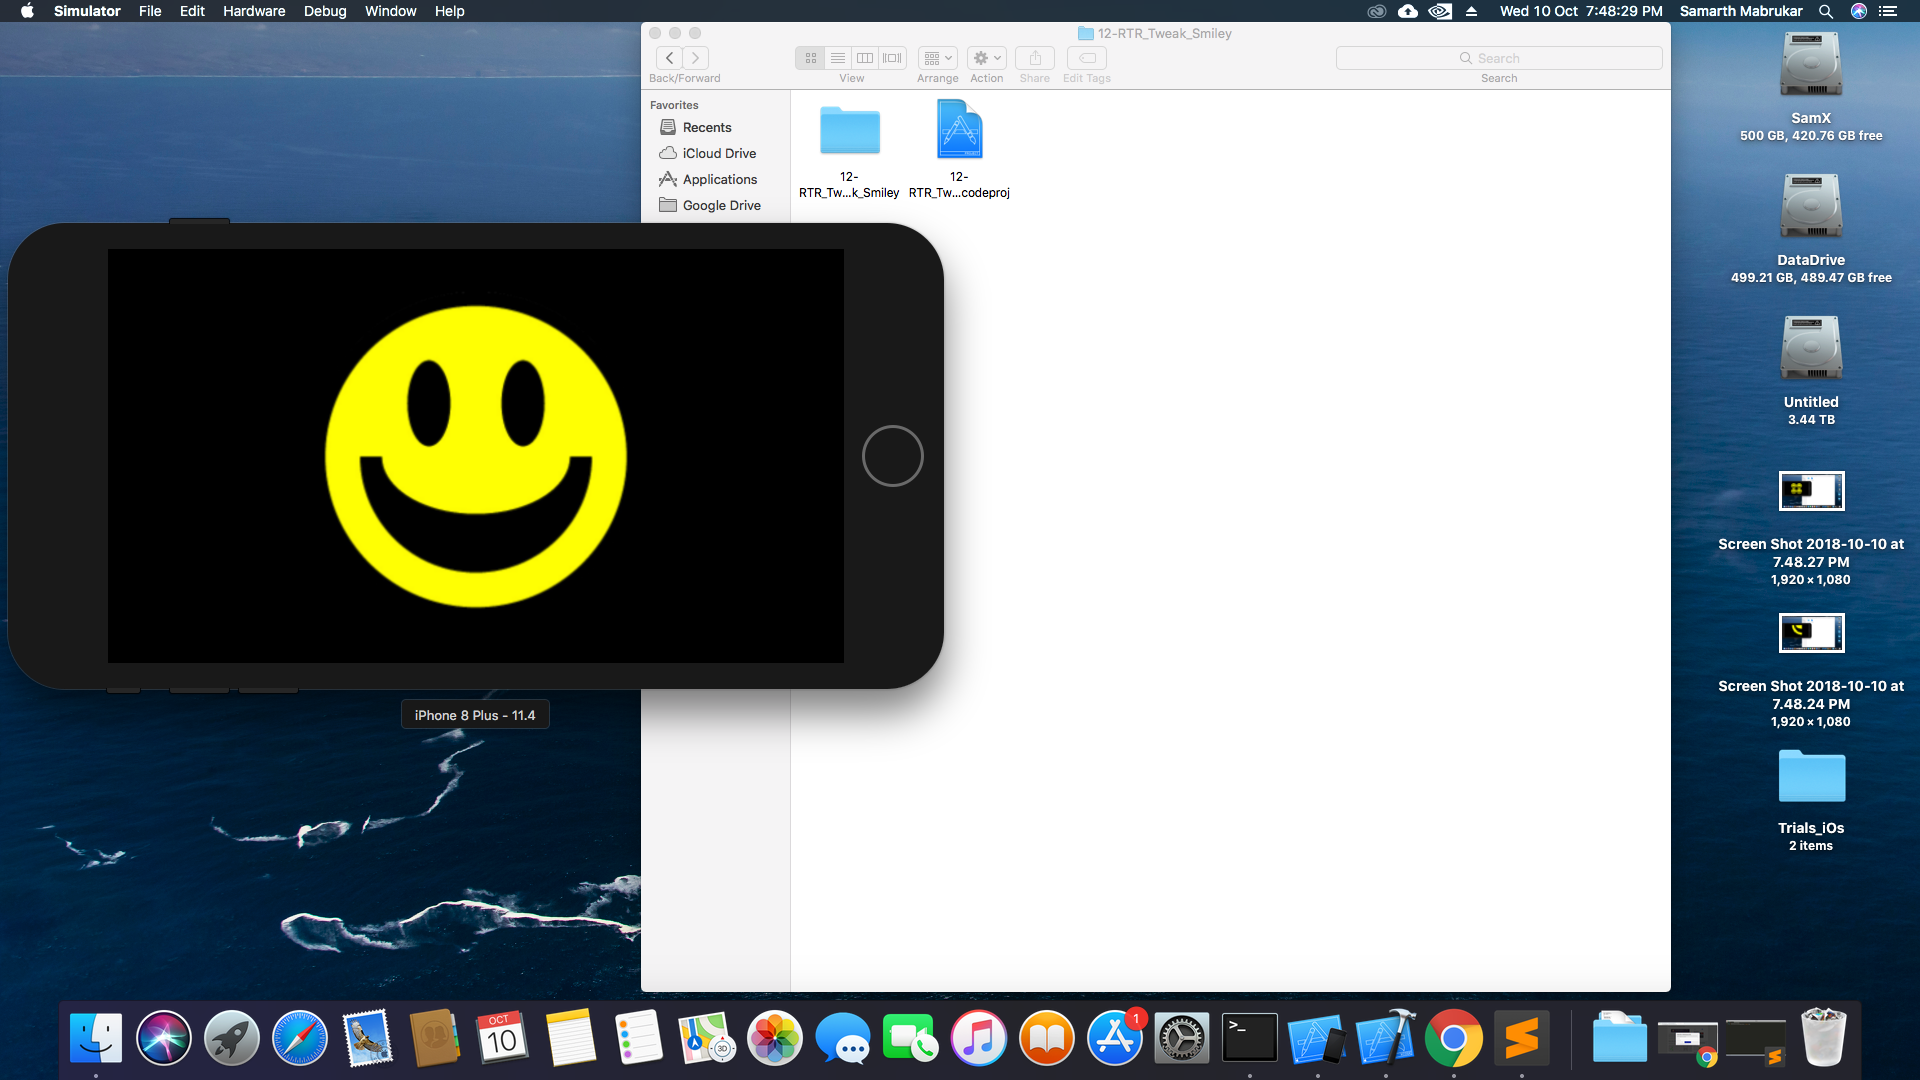 Simulator File Edit Hardware Debug Window Help
Wed 10 Oct 7:48:29 PM Samarth Mabrukar
12-RTR_Tweak_Smiley
Search
Back/Forward View Arrange Action Share Edit Tags Search
Favorites
Recents
iCloud Drive
Applications
Google Drive
12-
RTR_Tw...k_Smiley
12-
RTR_Tw...codeproj
iPhone 8 Plus - 11.4
SamX
500 GB, 420.76 GB free
DataDrive
499.21 GB, 489.47 GB free
Untitled
3.44 TB
Screen Shot 2018-10-10 at
7.48.27 PM
1,920 × 1,080
Screen Shot 2018-10-10 at
7.48.24 PM
1,920 × 1,080
Trials_iOs
2 items
OCT
10
3D
1
>_